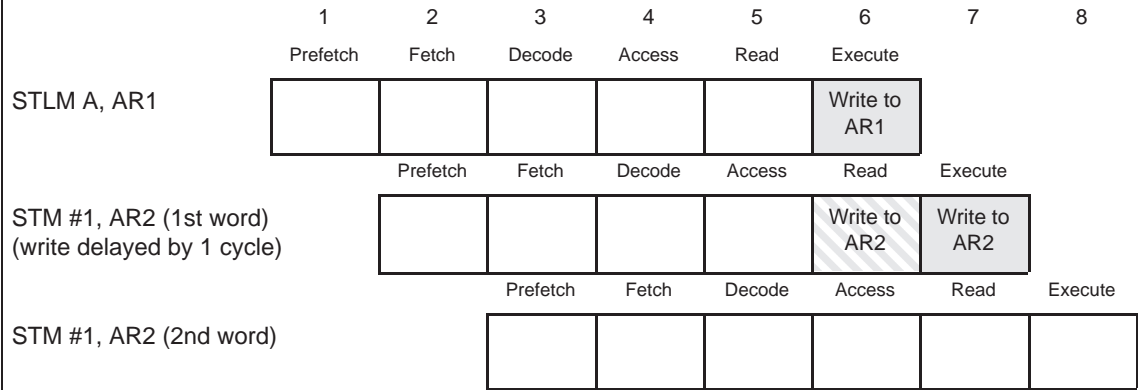 1 2 3 4 5 6 7 8
Prefetch Fetch Decode Access Read Execute
STLM A, AR1
Write to
AR1
Prefetch Fetch Decode Access Read Execute
STM #1, AR2 (1st word)
(write delayed by 1 cycle)
Write to
AR2
Write to
AR2
Prefetch Fetch Decode Access Read Execute
STM #1, AR2 (2nd word)